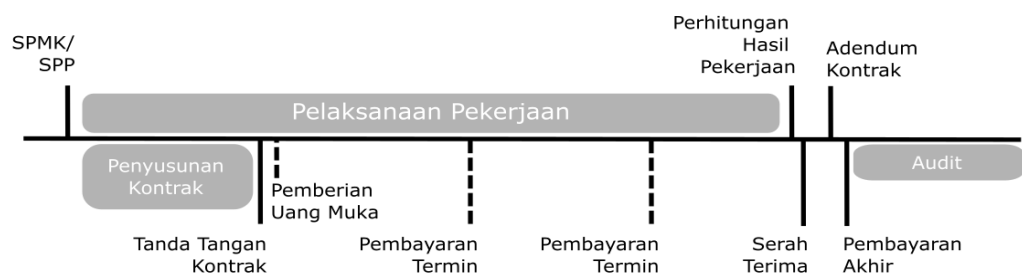 SPMK/
SPP
Perhitungan
Hasil
Pekerjaan
Adendum
Kontrak
Pelaksanaan Pekerjaan
Penyusunan
Kontrak
Audit
Pemberian
Uang Muka
Tanda Tangan
Kontrak
Pembayaran
Termin
Pembayaran
Termin
Serah
Terima
Pembayaran
Akhir